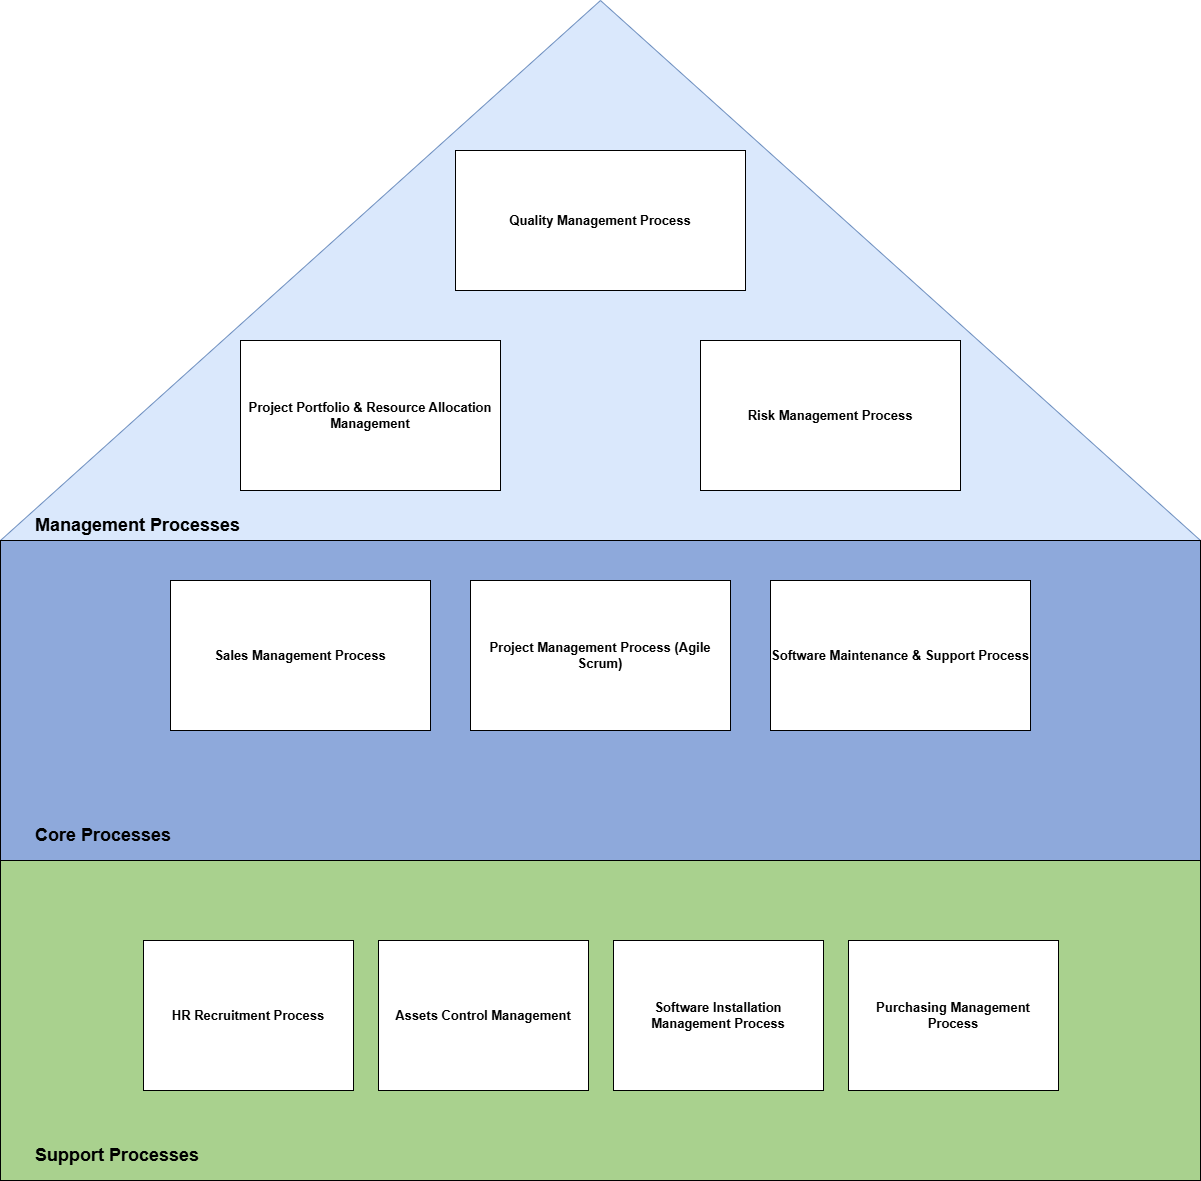 Quality Management Process
Project Portfolio & Resource Allocation
Management
Risk Management Process
Management Processes
Sales Management Process
Project Management Process (Agile
Scrum)
Software Maintenance & Support Process
Core Processes
HR Recruitment Process
Assets Control Management
Software Installation
Management Process
Purchasing Management
Process
Support Processes